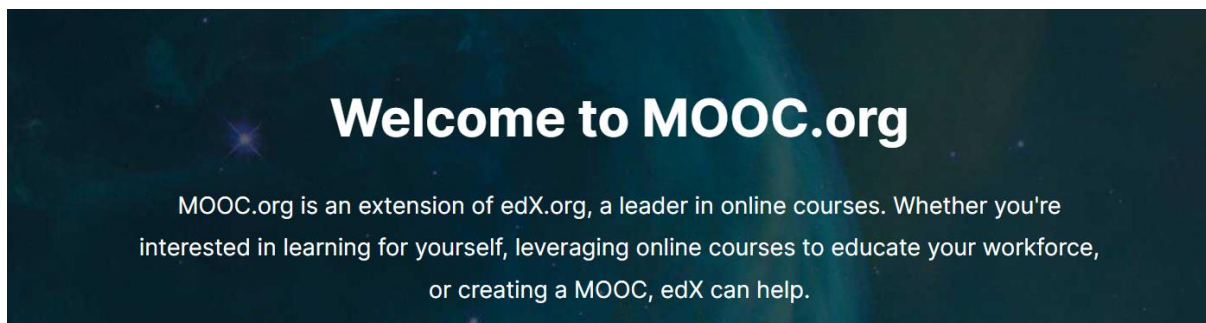 Welcome to MOOC.org
MOOC.org is an extension of edX.org, a leader in online courses. Whether you're
interested in learning for yourself, leveraging online courses to educate your workforce,
or creating a MOOC, edX can help.